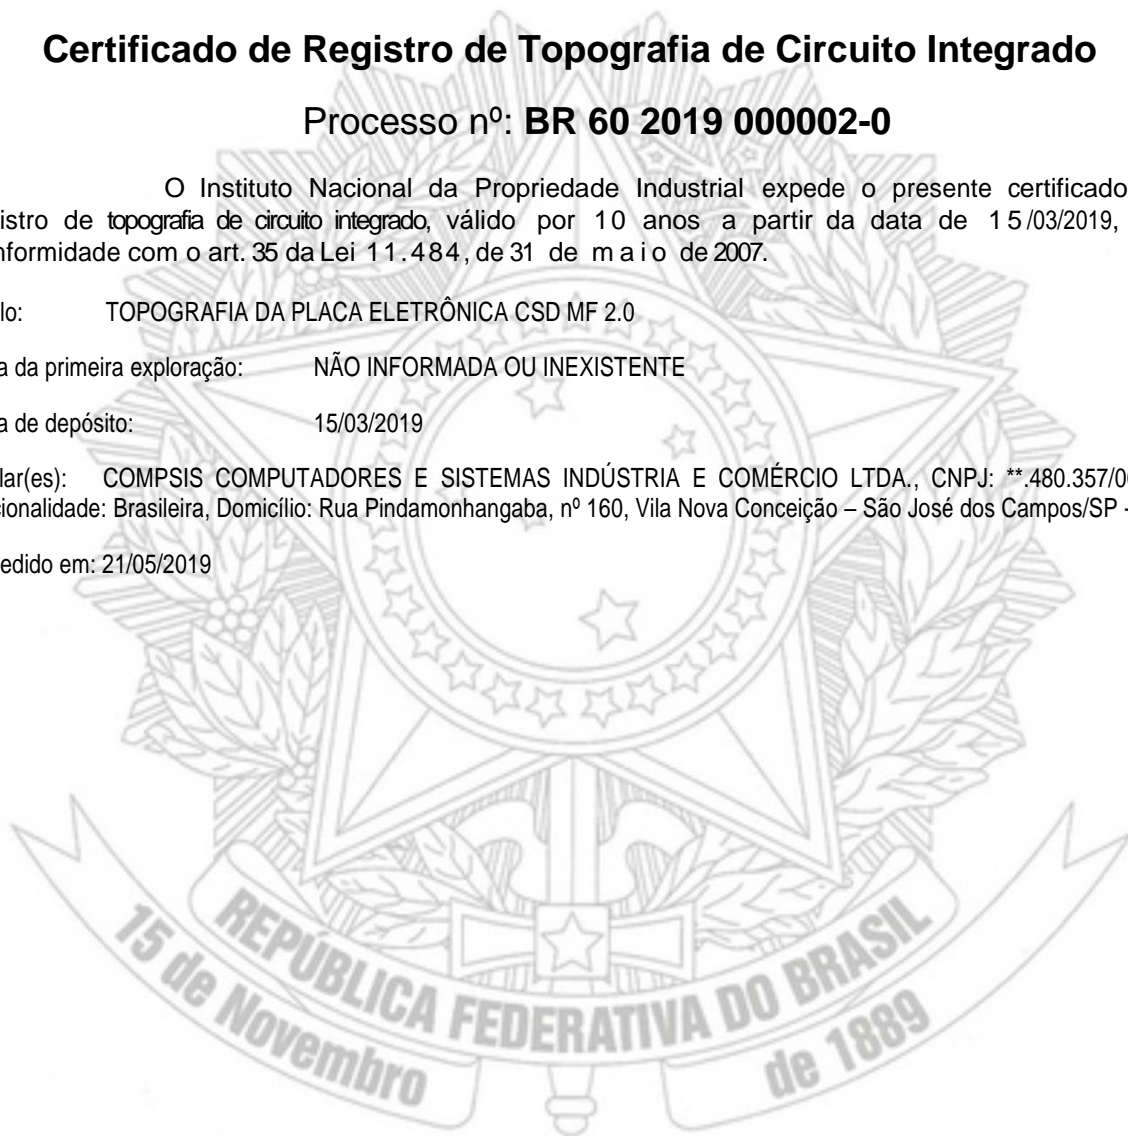 Certificado de Registro de Topografia de Circuito Integrado
Processo nº: BR 60 2019 000002-0
O Instituto Nacional da Propriedade Industrial expede o presente certificado
istro de topografia de circuito integrado, válido por 10 anos a partir da data de 15/03/2019,
nformidade com o art. 35 da Lei 11.484, de 31 de maio de 2007.
lo: TOPOGRAFIA DA PLACA ELETRÔNICA CSD MF 2.0
a da primeira exploração: NÃO INFORMADA OU INEXISTENTE
a de depósito: 15/03/2019
lar(es): COMPSIS COMPUTADORES E SISTEMAS INDÚSTRIA E COMÉRCIO LTDA., CNPJ: **.480.357/0
cionalidade: Brasileira, Domicílio: Rua Pindamonhangaba, nº 160, Vila Nova Conceição – São José dos Campos/SP -
edido em: 21/05/2019
REPÚBLICA FEDERATIVA DO BRASIL
15 de Novembro de 1889